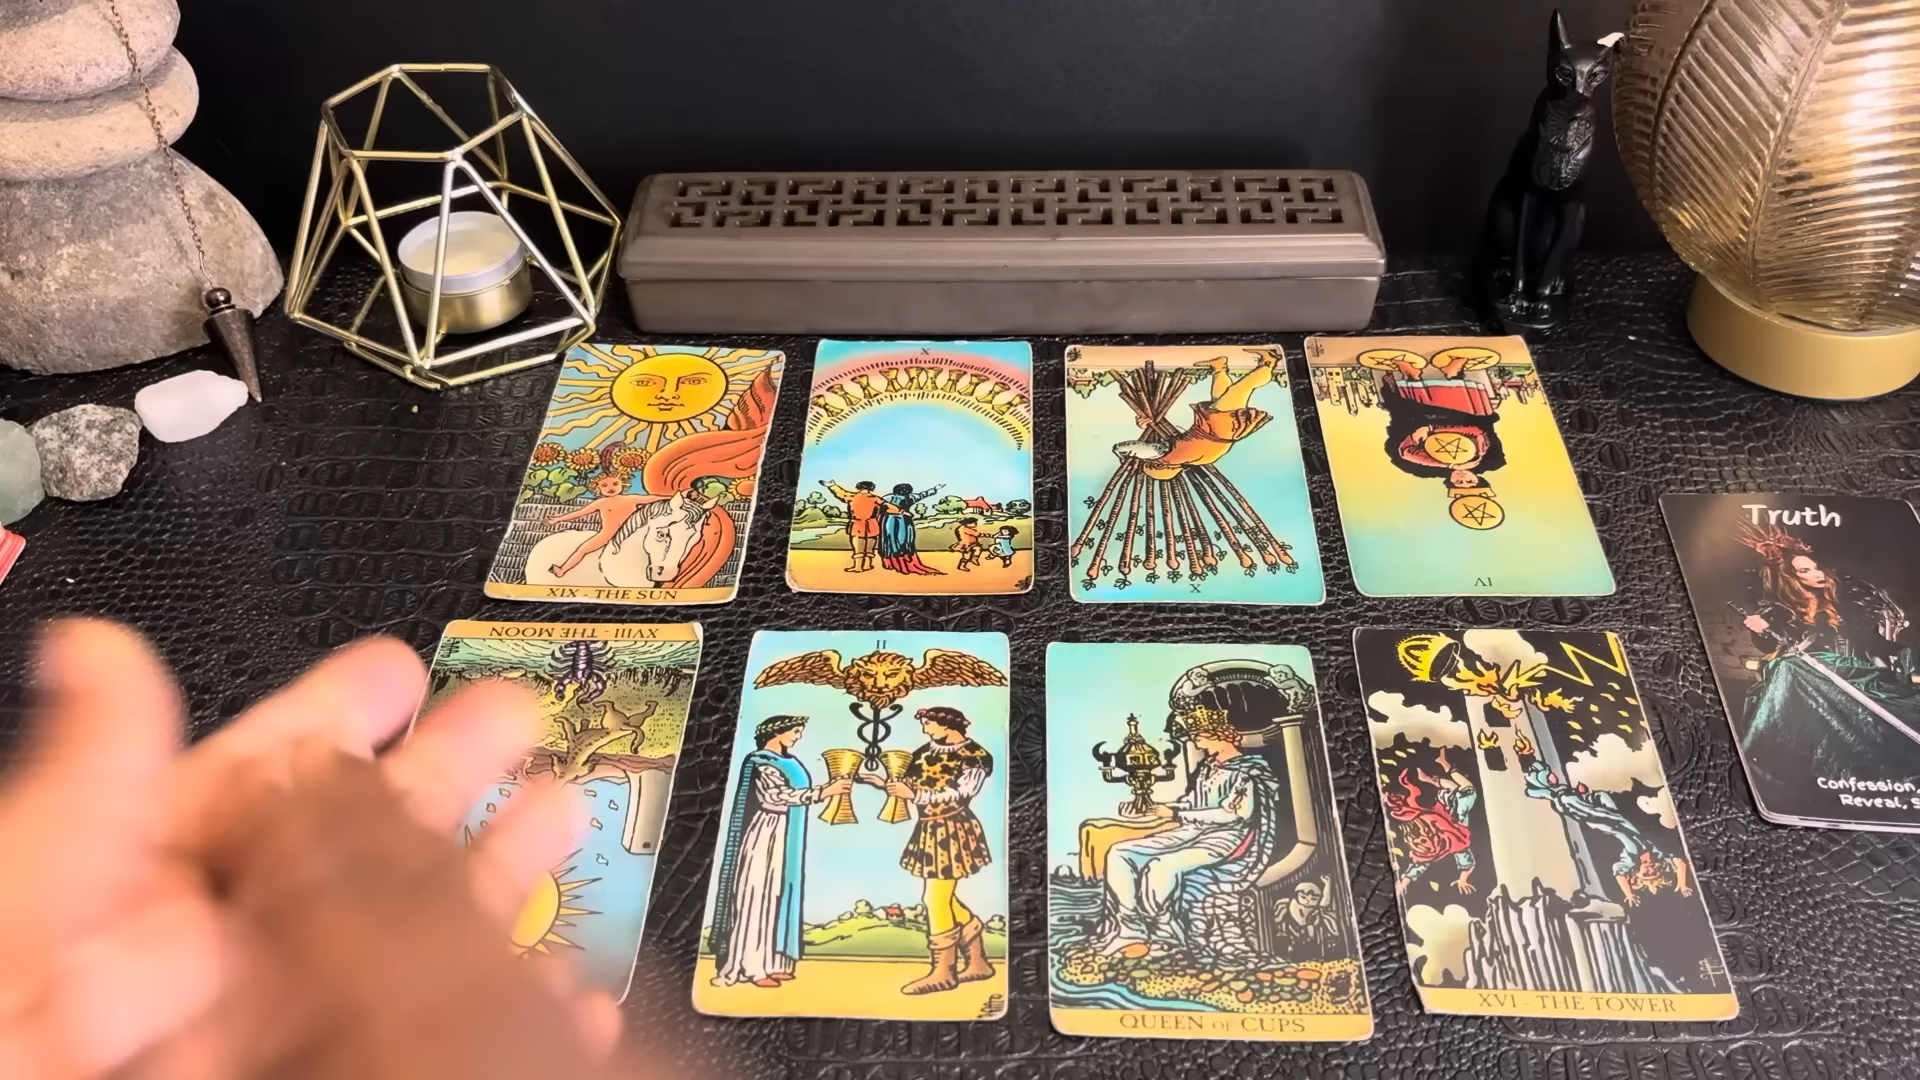 X
XIX - THE SUN
X
VI
Truth
Confession,
Reveal, S
XVIII - THE MOON
II
QUEEN OF CUPS
XVI - THE TOWER